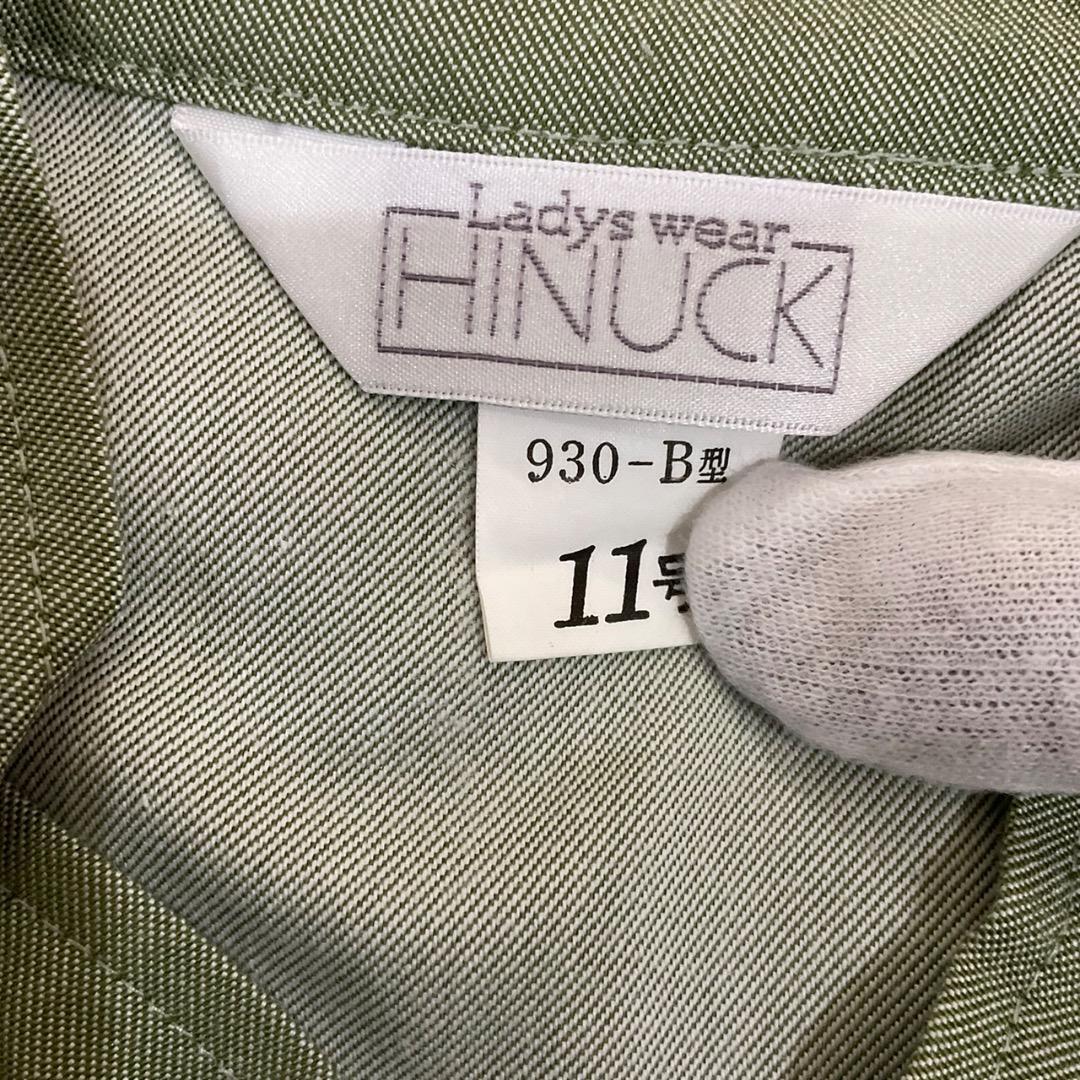 Ladys wear
HINUCK
930-B型
11号